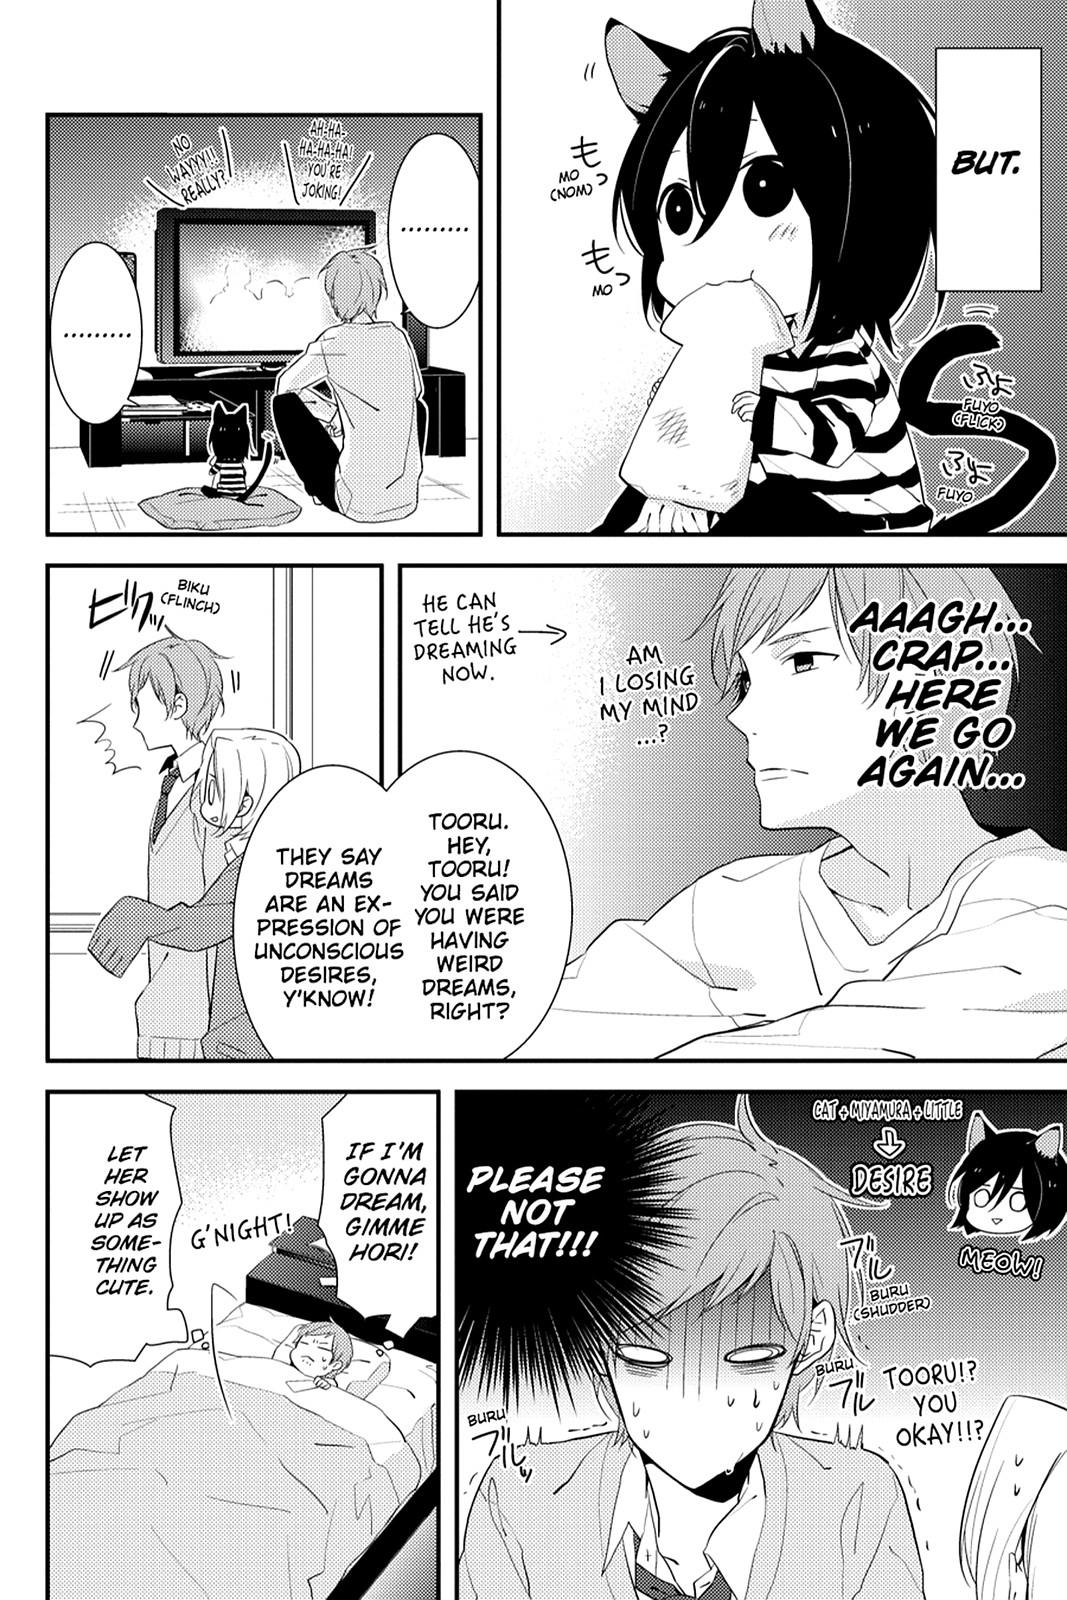 BUT.
もっ
MO
(NOM)
もっ
MO
ふよ
FUYO
(FLICK)
ふよ
FUYO
.........
AH-HA-
HA-HA-HA!
YOU'RE
JOKING!
NO
WAYYY!!
REALLY?
.........
AAAGH...
CRAP...
HERE
WE GO
AGAIN...
AM
I LOSING
MY MIND
...?
HE CAN
TELL HE'S
DREAMING
NOW.
TOORU.
HEY,
TOORU!
YOU SAID
YOU WERE
HAVING
WEIRD
DREAMS,
RIGHT?
THEY SAY
DREAMS
ARE AN EX-
PRESSION OF
UNCONSCIOUS
DESIRES,
Y'KNOW!
ビクッ
BIKU
(FLINCH)
CAT + MIYAMURA + LITTLE
DESIRE
MEOW!
PLEASE
NOT
THAT!!!
ブル
BURU
(SHUDDER)
ブル
BURU
ブル
BURU
TOORU!?
YOU
OKAY!!?
IF I'M
GONNA
DREAM,
GIMME
HORI!
G'NIGHT!
LET
HER
SHOW
UP AS
SOME-
THING
CUTE.